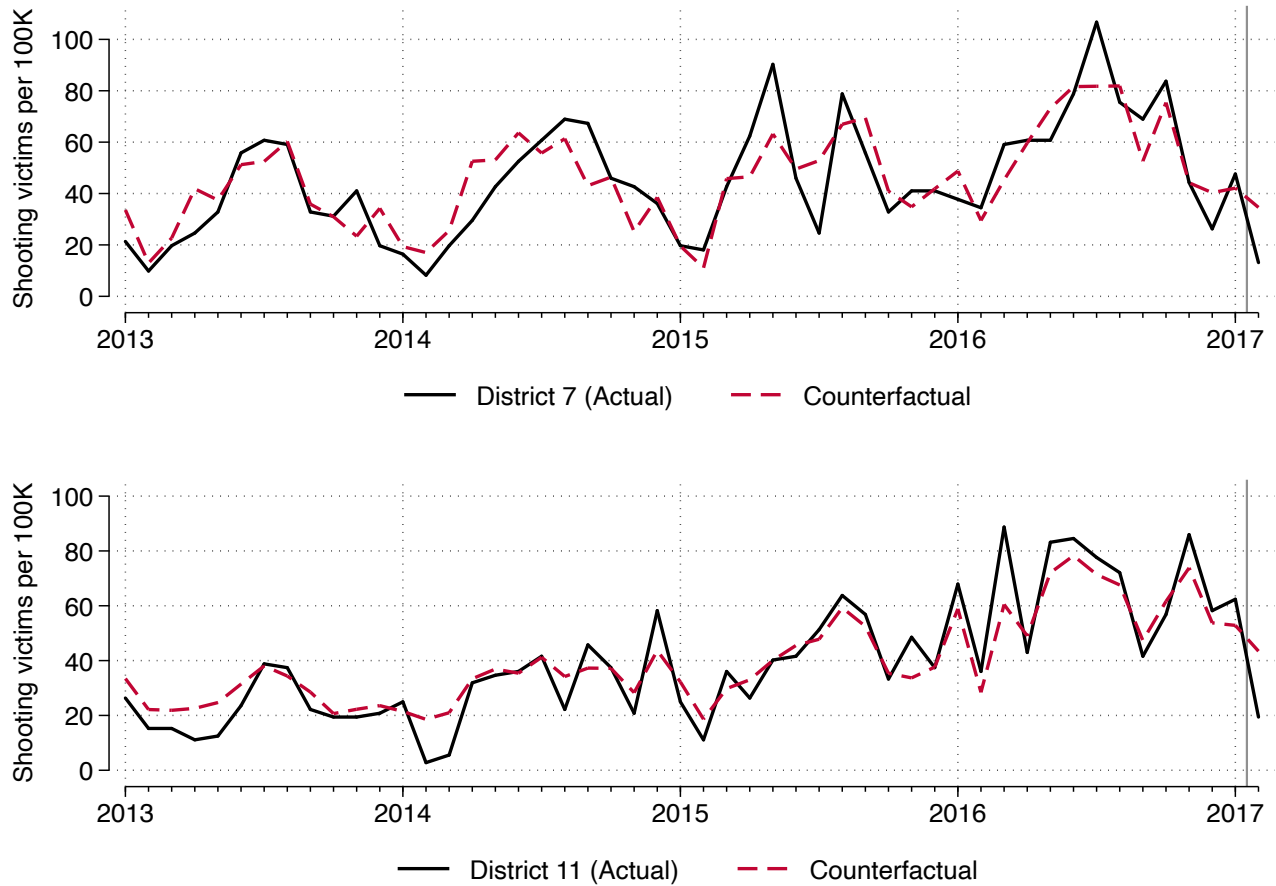 Shooting victims per 100K
100
80
60
40
20
0
2013 2014 2015 2016 2017
District 7 (Actual) Counterfactual
Shooting victims per 100K
100
80
60
40
20
0
2013 2014 2015 2016 2017
District 11 (Actual) Counterfactual